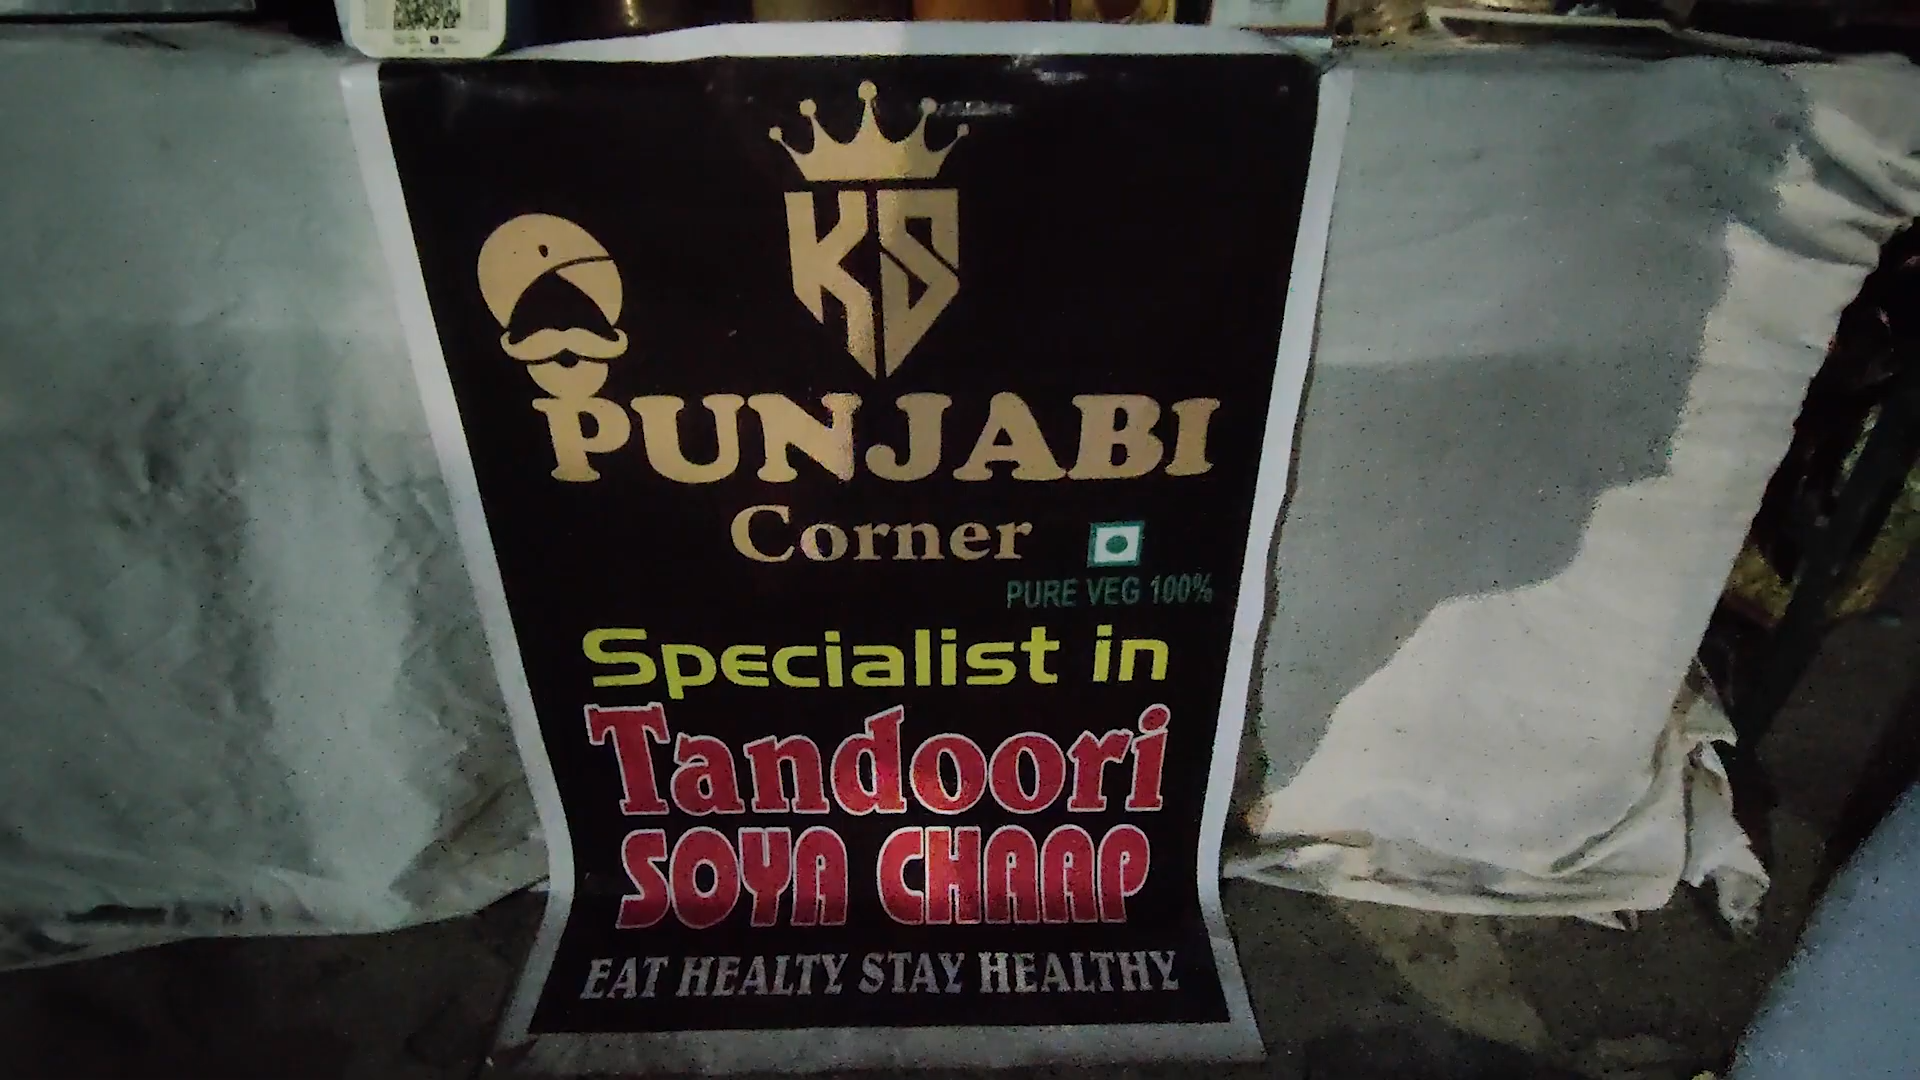 KS
PUNJABI
Corner
PURE VEG 100%
Specialist in
Tandoori
SOYA CHAAP
EAT HEALTY STAY HEALTHY